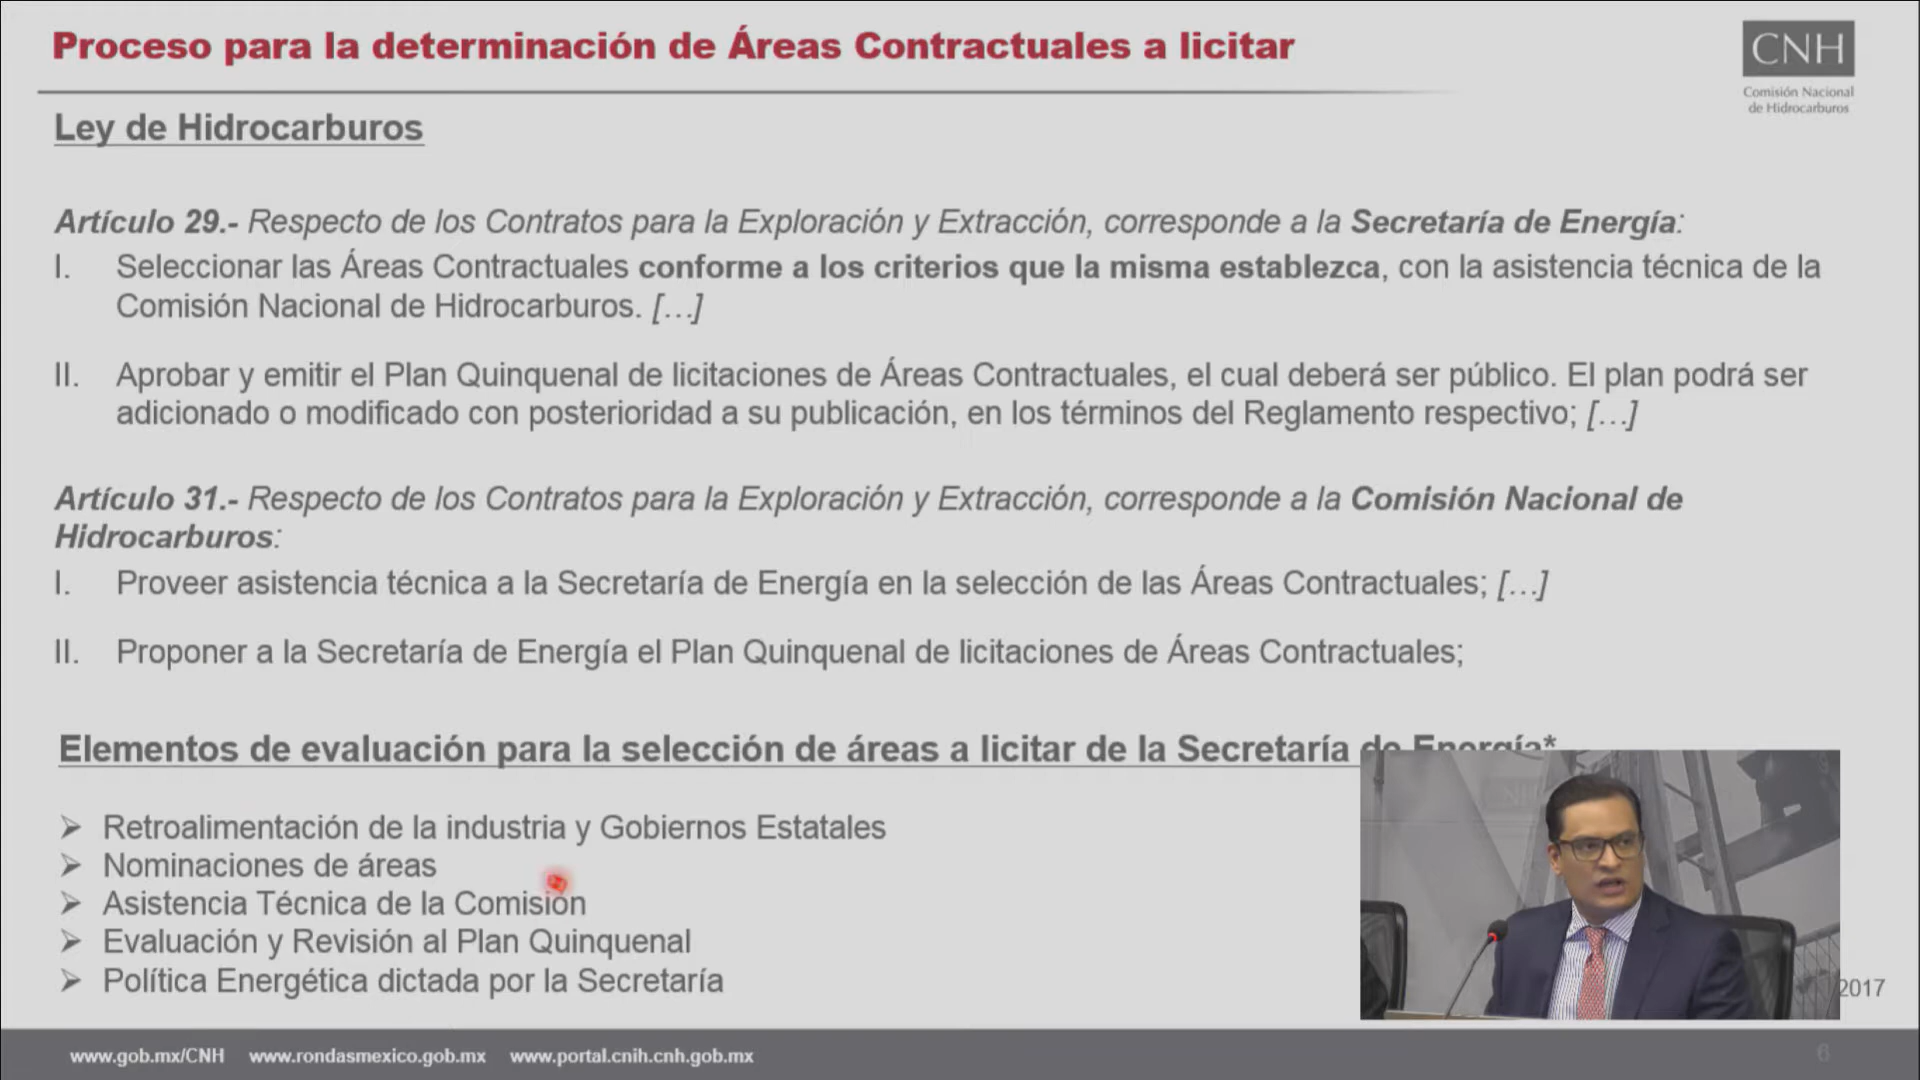 Proceso para la determinación de Áreas Contractuales a licitar
CNH
Comisión Nacional
de Hidrocarburos
Ley de Hidrocarburos
Artículo 29.- Respecto de los Contratos para la Exploración y Extracción, corresponde a la Secretaría de Energía:
I. Seleccionar las Áreas Contractuales conforme a los criterios que la misma establezca, con la asistencia técnica de la
Comisión Nacional de Hidrocarburos. [...]
II. Aprobar y emitir el Plan Quinquenal de licitaciones de Áreas Contractuales, el cual deberá ser público. El plan podrá ser
adicionado o modificado con posterioridad a su publicación, en los términos del Reglamento respectivo; [...]
Artículo 31.- Respecto de los Contratos para la Exploración y Extracción, corresponde a la Comisión Nacional de
Hidrocarburos:
I. Proveer asistencia técnica a la Secretaría de Energía en la selección de las Áreas Contractuales; [...]
II. Proponer a la Secretaría de Energía el Plan Quinquenal de licitaciones de Áreas Contractuales;
Elementos de evaluación para la selección de áreas a licitar de la Secretaría de Energía*
➢ Retroalimentación de la industria y Gobiernos Estatales
➢ Nominaciones de áreas
➢ Asistencia Técnica de la Comisión
➢ Evaluación y Revisión al Plan Quinquenal
➢ Política Energética dictada por la Secretaría
2017
www.gob.mx/CNH www.rondasmexico.gob.mx www.portal.cnih.cnh.gob.mx
6